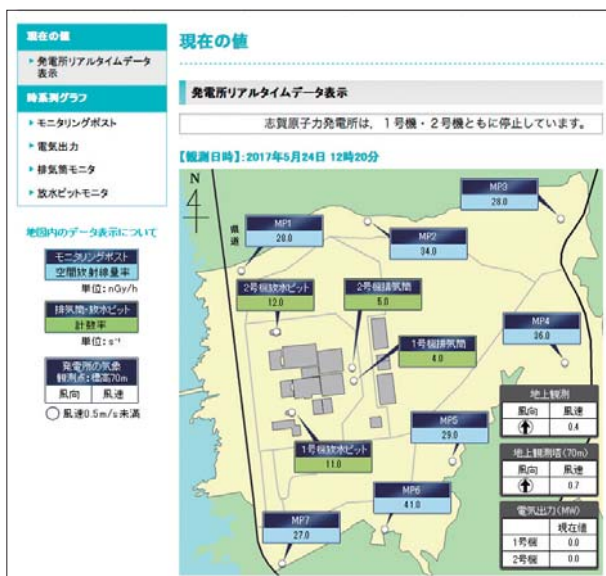 現在の値
発電所リアルタイムデータ
表示
時系列グラフ
モニタリングポスト
電気出力
排気筒モニタ
放水ピットモニタ
地図内のデータ表示について
モニタリングポスト
空間放射線量率
単位:nGy/h
排気筒・放水ピット
計数率
単位:s⁻¹
発電所の気象
観測点:標高70m
風向 風速
風速0.5m/s未満
現在の値
発電所リアルタイムデータ表示
志賀原子力発電所は、1号機・2号機ともに停止しています。
【観測日時】:2017年5月24日 12時20分
N
県道
MP1
28.0
MP2
34.0
MP3
28.0
2号機放水ピット
12.0
2号機排気筒
5.0
1号機排気筒
4.0
MP4
36.0
MP5
29.0
1号機放水ピット
11.0
MP6
41.0
MP7
27.0
地上観測
風向 風速
0.4
地上観測塔(70m)
風向 風速
0.7
電気出力(MW)
現在値
1号機 0.0
2号機 0.0